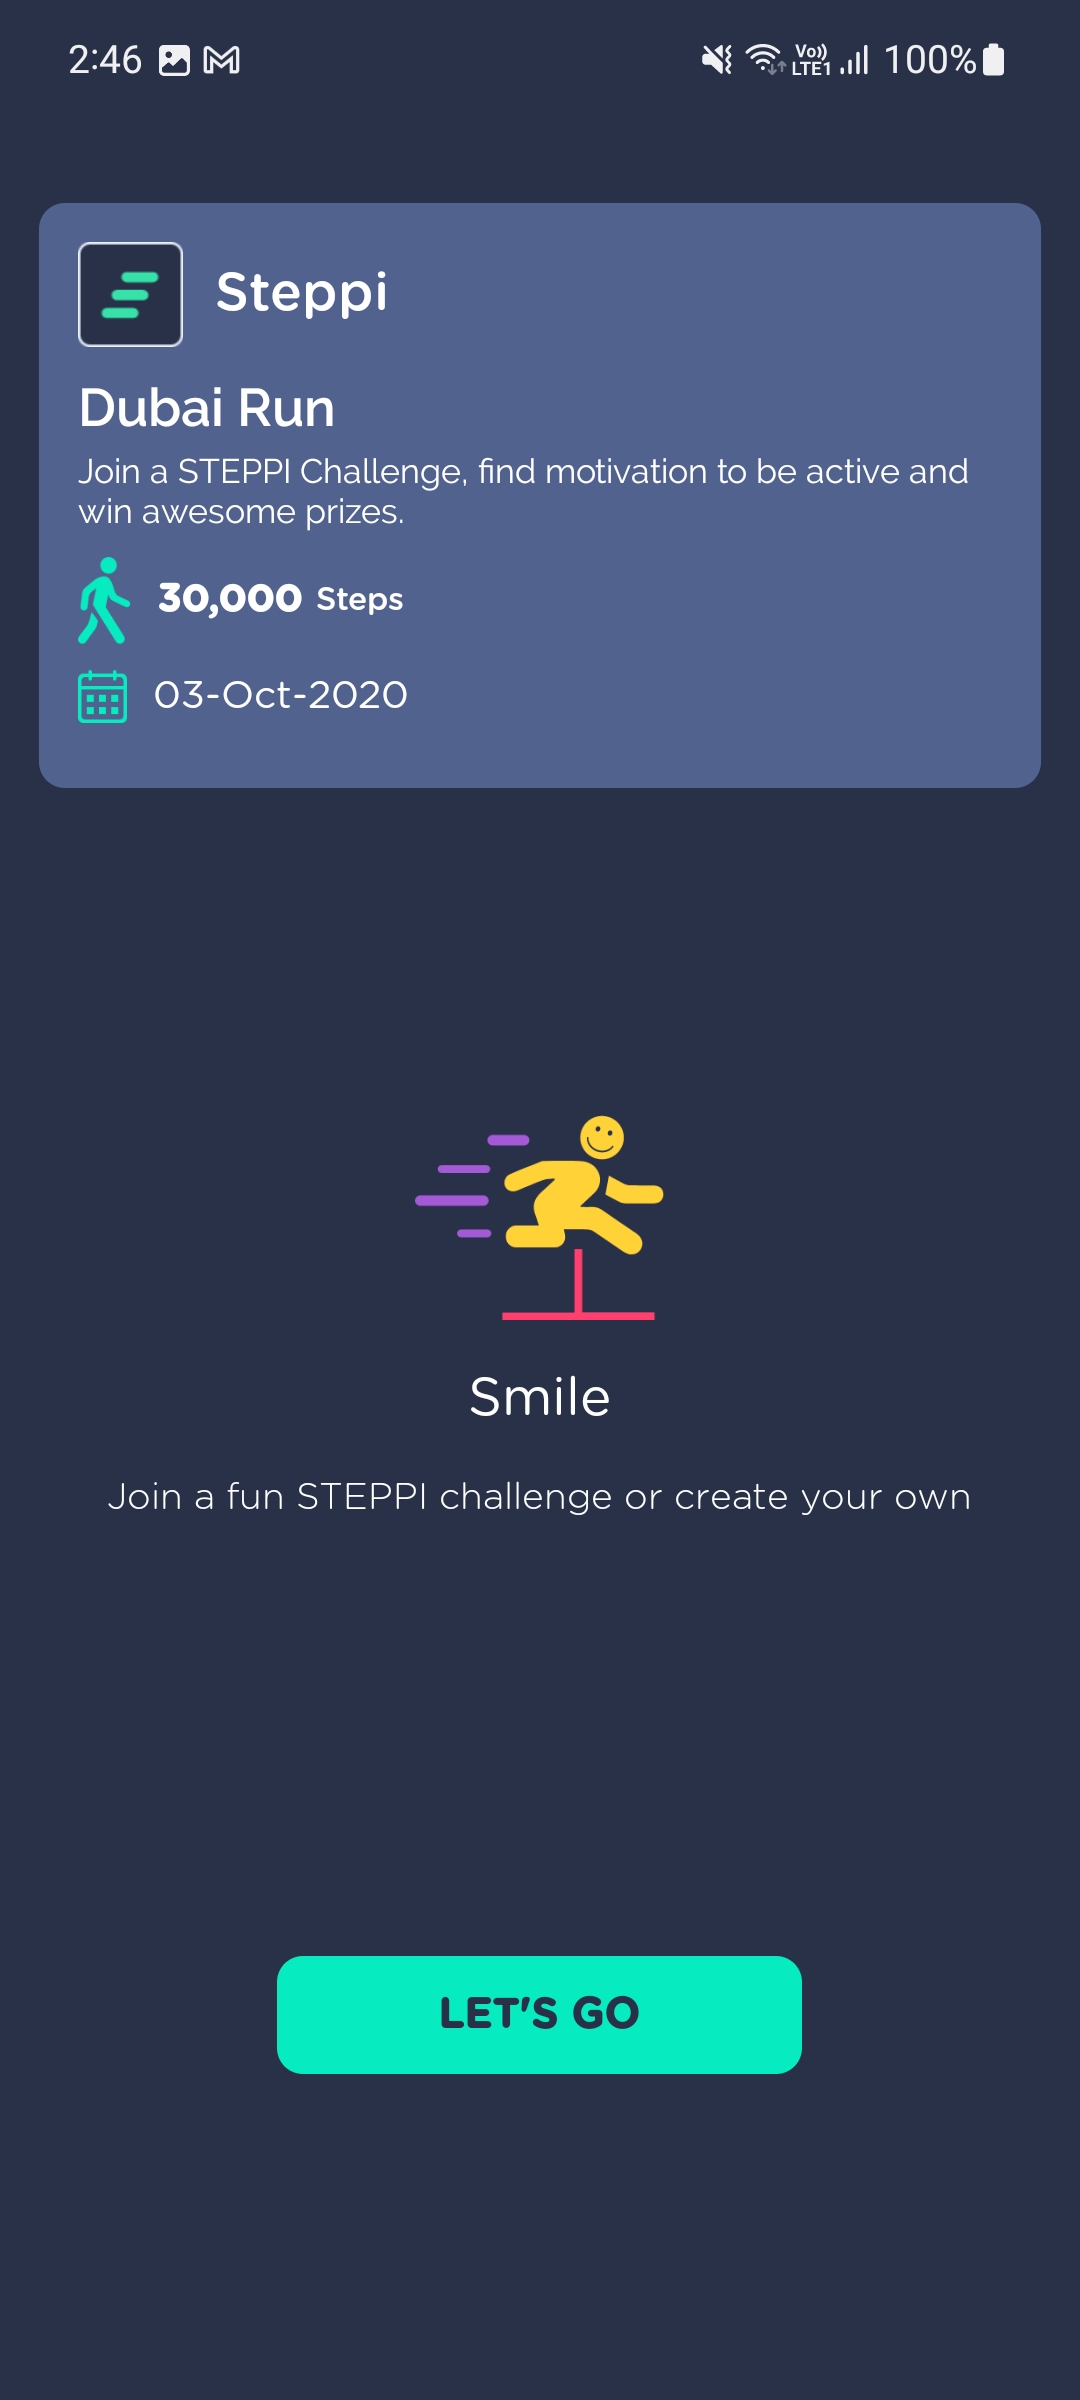 2:46
Vo)) LTE1 100%
Steppi
Dubai Run
Join a STEPPI Challenge, find motivation to be active and
win awesome prizes.
30,000 Steps
03-Oct-2020
Smile
Join a fun STEPPI challenge or create your own
LET'S GO